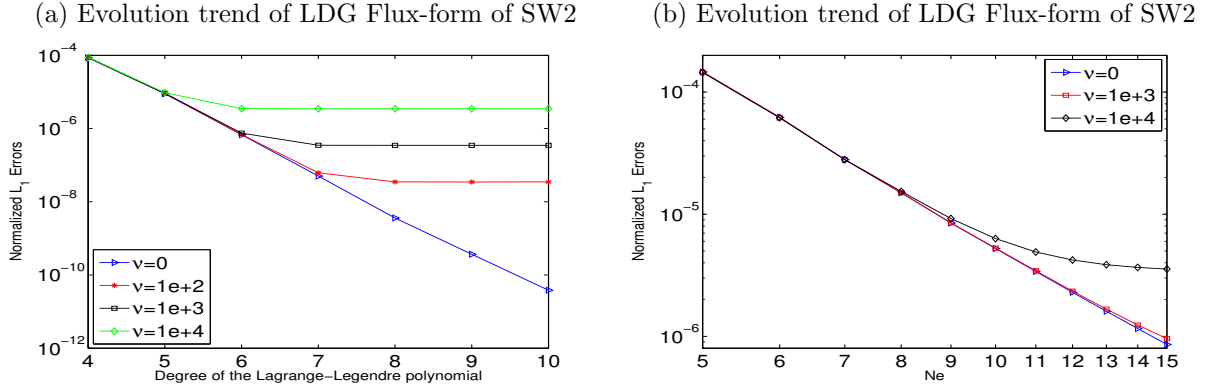 (a) Evolution trend of LDG Flux-form of SW2
10^-4
10^-6
10^-8
10^-10
10^-12
Normalized L_1 Errors
ν=0
ν=1e+2
ν=1e+3
ν=1e+4
4 5 6 7 8 9 10
Degree of the Lagrange−Legendre polynomial
(b) Evolution trend of LDG Flux-form of SW2
10^-4
10^-5
10^-6
Normalized L_1 Errors
ν=0
ν=1e+3
ν=1e+4
5 6 7 8 9 10 11 12 13 14 15
Ne